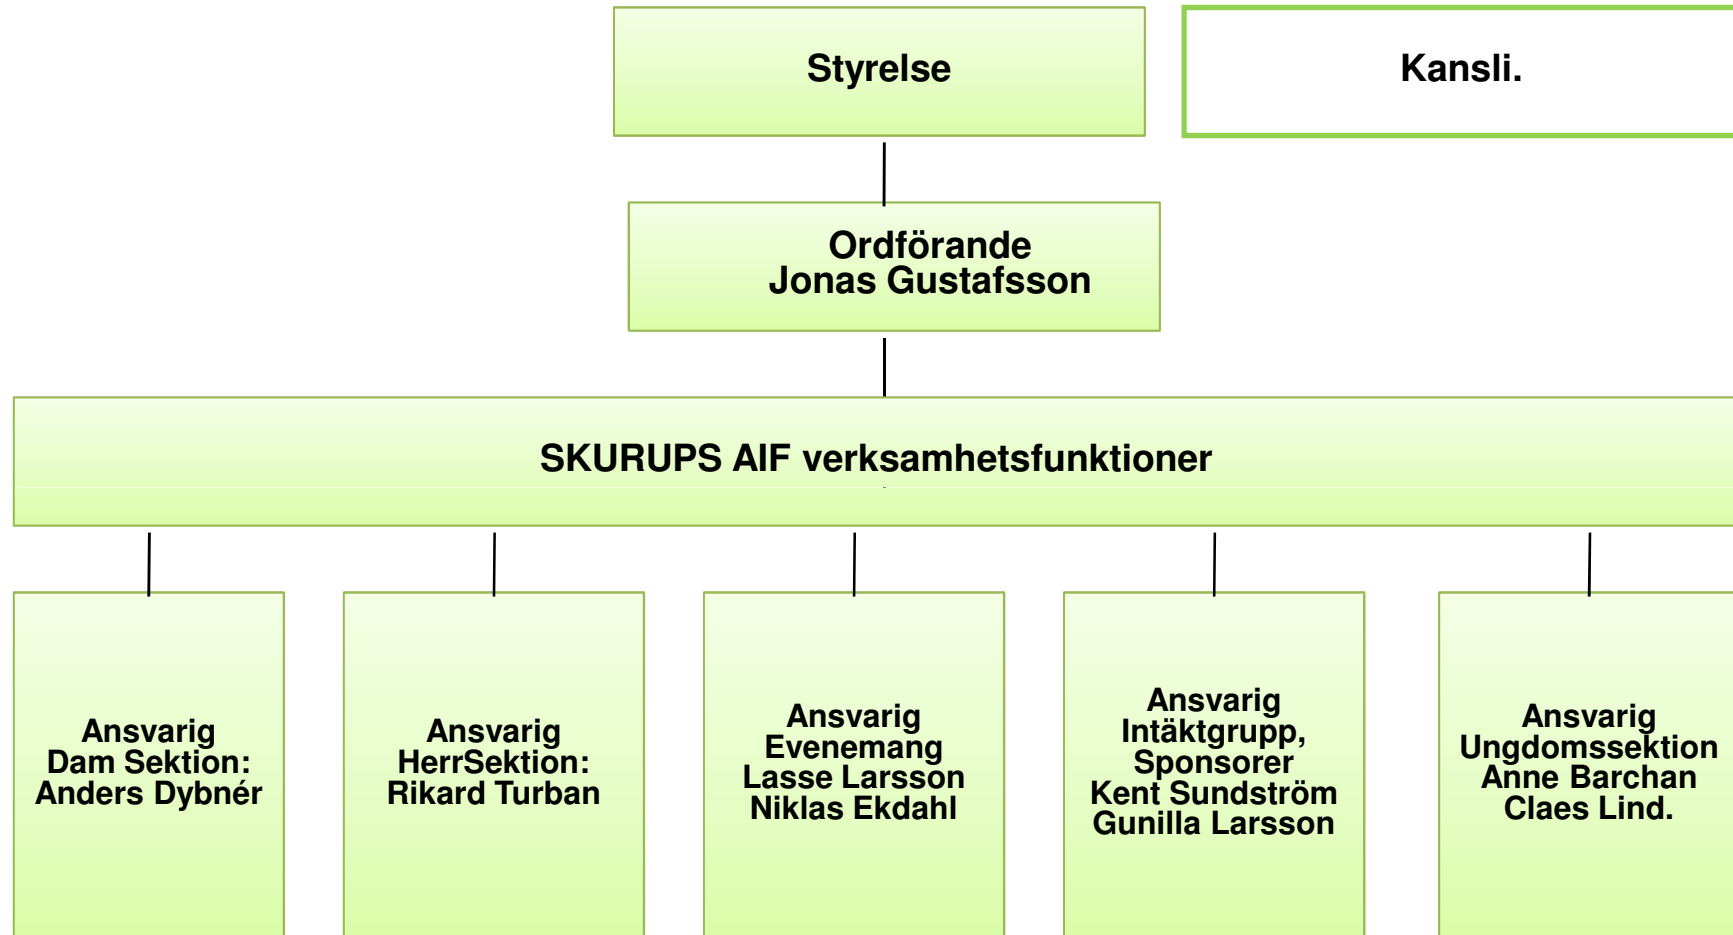 Styrelse
Kansli.
Ordförande
Jonas Gustafsson
SKURUPS AIF verksamhetsfunktioner
Ansvarig
Dam Sektion:
Anders Dybnér
Ansvarig
HerrSektion:
Rikard Turban
Ansvarig
Evenemang
Lasse Larsson
Niklas Ekdahl
Ansvarig
Intäktgrupp,
Sponsorer
Kent Sundström
Gunilla Larsson
Ansvarig
Ungdomssektion
Anne Barchan
Claes Lind.